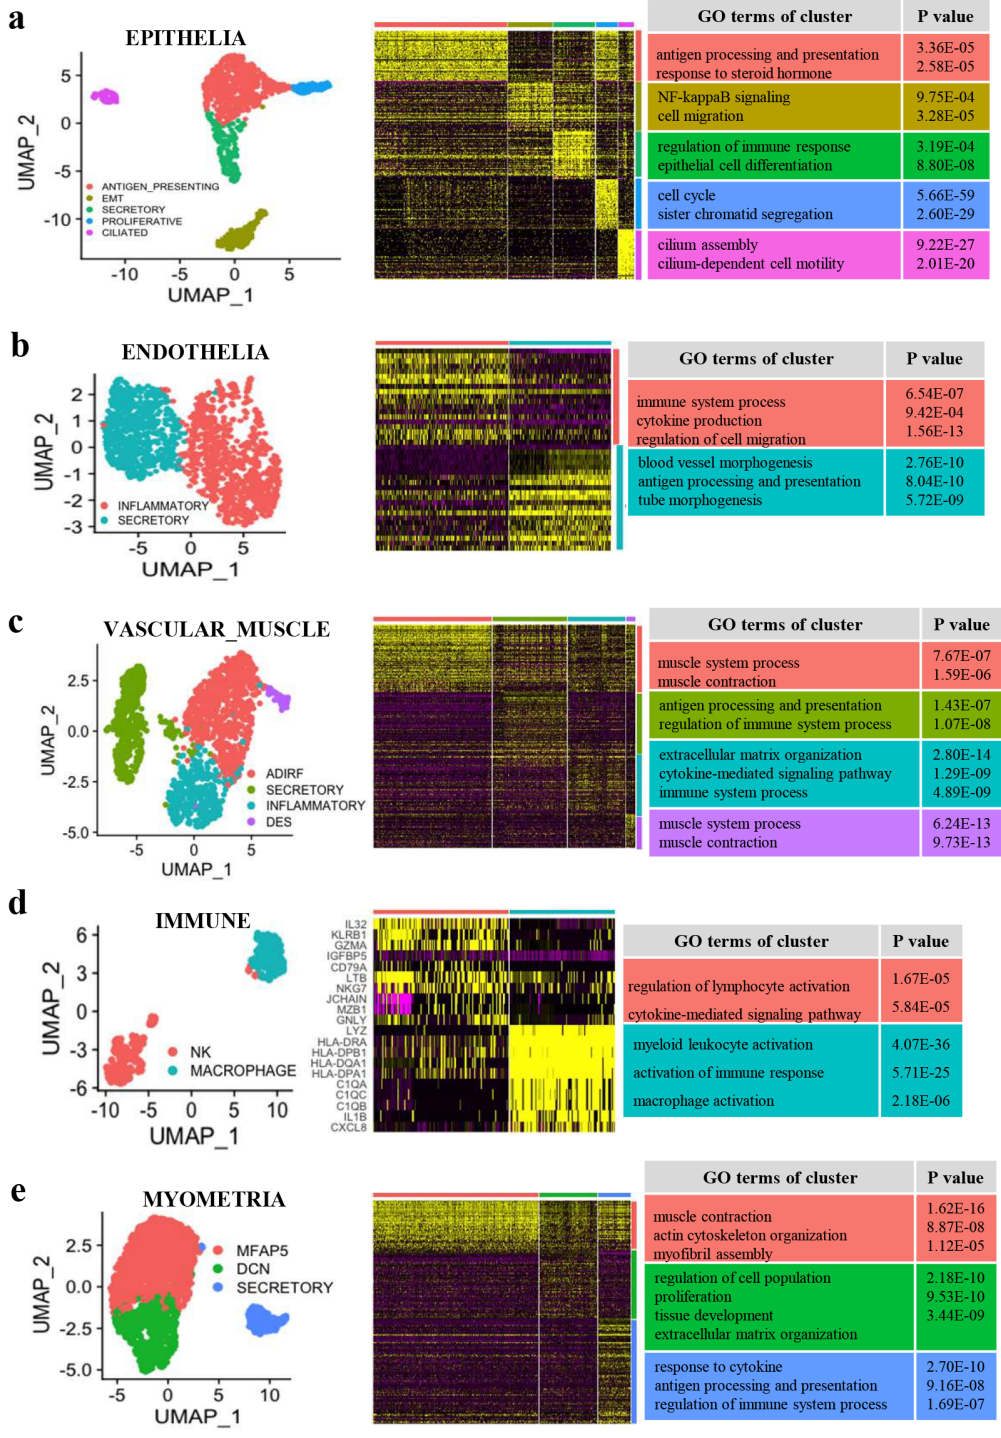 a
EPITHELIA
UMAP_2
5
0
-5
-10
ANTIGEN_PRESENTING
EMT
SECRETORY
PROLIFERATIVE
CILIATED
-10 -5 0 5
UMAP_1
GO terms of cluster P value
antigen processing and presentation 3.36E-05
response to steroid hormone 2.58E-05
NF-kappaB signaling 9.75E-04
cell migration 3.28E-05
regulation of immune response 3.19E-04
epithelial cell differentiation 8.80E-08
cell cycle 5.66E-59
sister chromatid segregation 2.60E-29
cilium assembly 9.22E-27
cilium-dependent cell motility 2.01E-20
b
ENDOTHELIA
UMAP_2
2
1
0
-1
-2
-3
INFLAMMATORY
SECRETORY
-5 0 5
UMAP_1
GO terms of cluster P value
immune system process 6.54E-07
cytokine production 9.42E-04
regulation of cell migration 1.56E-13
blood vessel morphogenesis 2.76E-10
antigen processing and presentation 8.04E-10
tube morphogenesis 5.72E-09
c
VASCULAR_MUSCLE
UMAP_2
2.5
0.0
-2.5
-5.0
ADIRF
SECRETORY
INFLAMMATORY
DES
-5 0 5
UMAP_1
GO terms of cluster P value
muscle system process 7.67E-07
muscle contraction 1.59E-06
antigen processing and presentation 1.43E-07
regulation of immune system process 1.07E-08
extracellular matrix organization 2.80E-14
cytokine-mediated signaling pathway 1.29E-09
immune system process 4.89E-09
muscle system process 6.24E-13
muscle contraction 9.73E-13
d
IMMUNE
UMAP_2
6
3
0
-3
-6
NK
MACROPHAGE
-10 -5 0 5 10
UMAP_1
IL32
KLRB1
GZMA
IGFBP5
CD79A
LTB
NKG7
JCHAIN
MZB1
GNLY
LYZ
HLA-DRA
HLA-DPB1
HLA-DQA1
HLA-DPA1
C1QA
C1QC
C1QB
IL1B
CXCL8
GO terms of cluster P value
regulation of lymphocyte activation 1.67E-05
cytokine-mediated signaling pathway 5.84E-05
myeloid leukocyte activation 4.07E-36
activation of immune response 5.71E-25
macrophage activation 2.18E-06
e
MYOMETRIA
UMAP_2
2.5
0.0
-2.5
-5.0
MFAP5
DCN
SECRETORY
-5 0 5 10
UMAP_1
GO terms of cluster P value
muscle contraction 1.62E-16
actin cytoskeleton organization 8.87E-08
myofibril assembly 1.12E-05
regulation of cell population 2.18E-10
proliferation 9.53E-10
tissue development 3.44E-09
extracellular matrix organization
response to cytokine 2.70E-10
antigen processing and presentation 9.16E-08
regulation of immune system process 1.69E-07